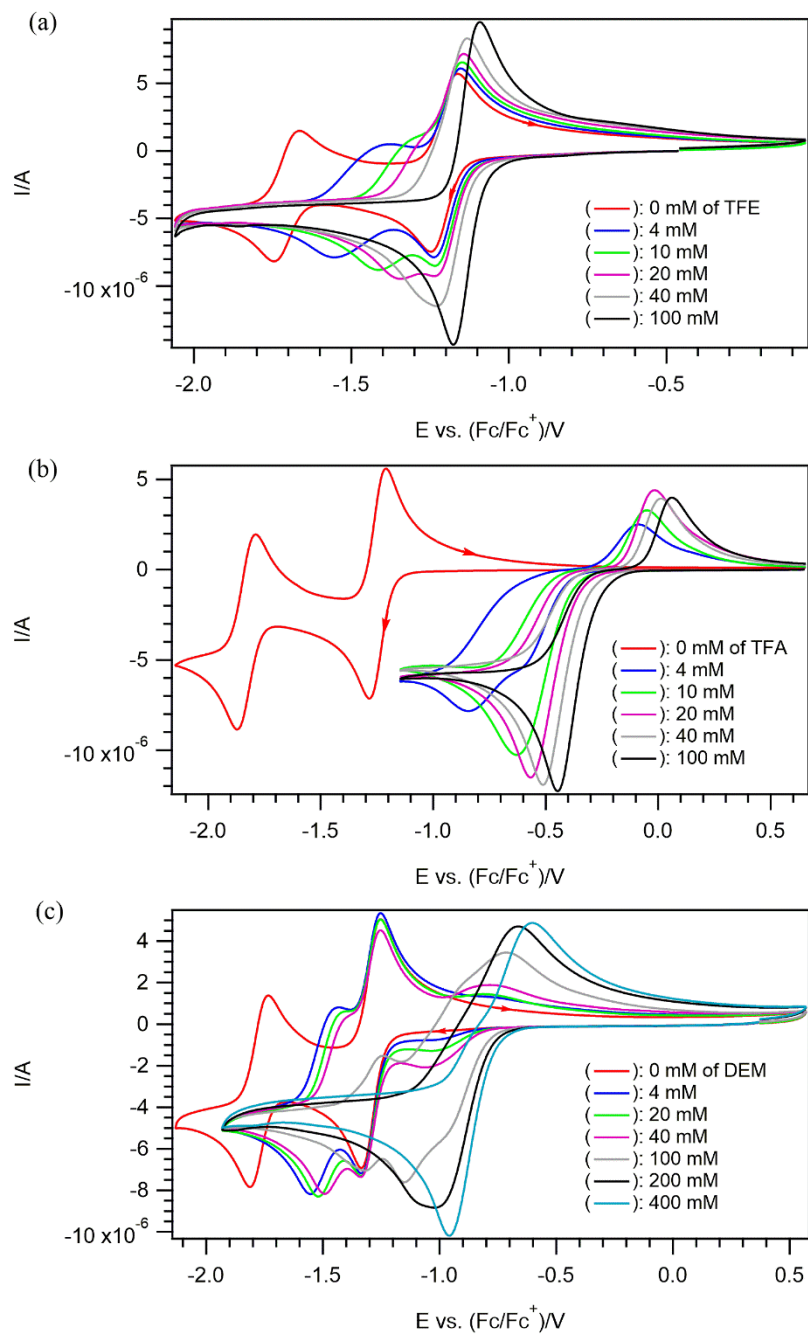 (a)
5
0
-5
-10 x10⁻⁶
I/A
( — ): 0 mM of TFE
( — ): 4 mM
( — ): 10 mM
( — ): 20 mM
( — ): 40 mM
( — ): 100 mM
-2.0 -1.5 -1.0 -0.5
E vs. (Fc/Fc⁺)/V
(b)
5
0
-5
-10 x10⁻⁶
I/A
( — ): 0 mM of TFA
( — ): 4 mM
( — ): 10 mM
( — ): 20 mM
( — ): 40 mM
( — ): 100 mM
-2.0 -1.5 -1.0 -0.5 0.0 0.5
E vs. (Fc/Fc⁺)/V
(c)
4
2
0
-2
-4
-6
-8
-10 x10⁻⁶
I/A
( — ): 0 mM of DEM
( — ): 4 mM
( — ): 20 mM
( — ): 40 mM
( — ): 100 mM
( — ): 200 mM
( — ): 400 mM
-2.0 -1.5 -1.0 -0.5 0.0 0.5
E vs. (Fc/Fc⁺)/V